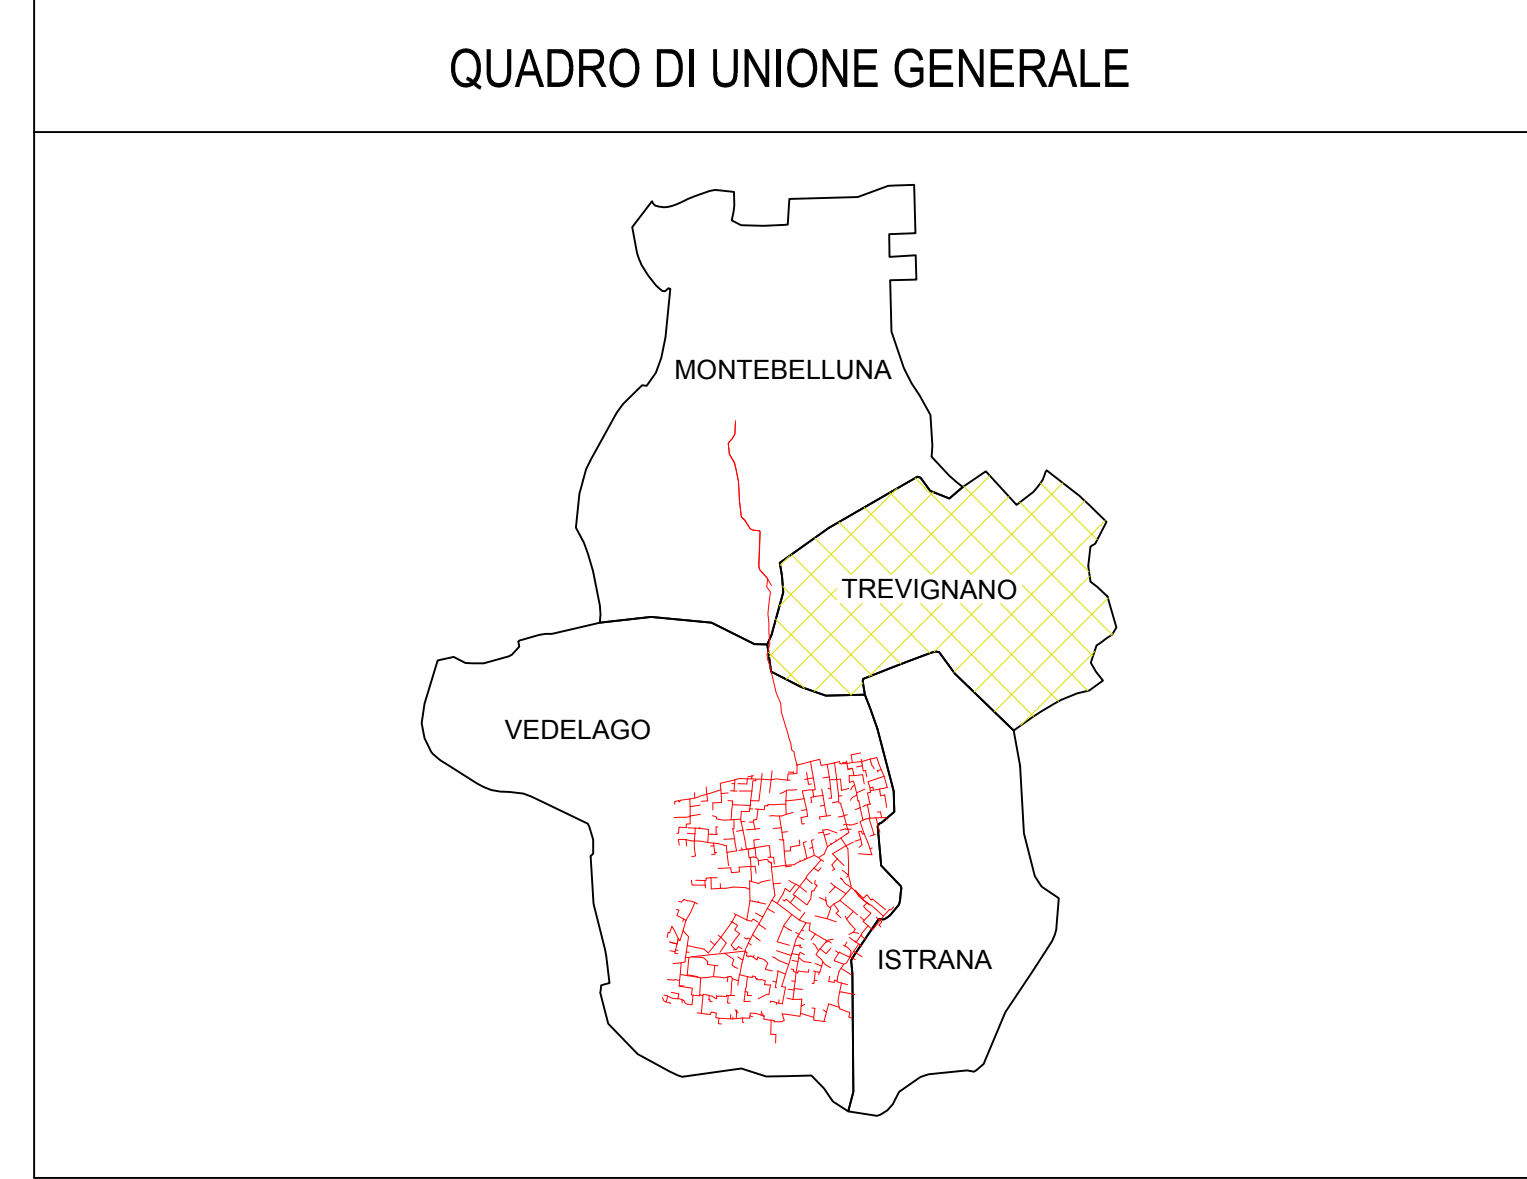 QUADRO DI UNIONE GENERALE
MONTEBELLUNA
TREVIGNANO
VEDELAGO
ISTRANA